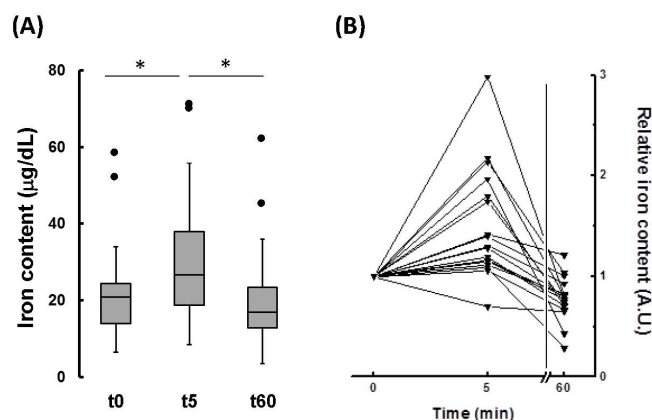 (A)
(B)
* *
80
60
40
20
0
Iron content (µg/dL)
t0 t5 t60
3
2
1
0
Relative iron content (A.U.)
0 5 60
Time (min)